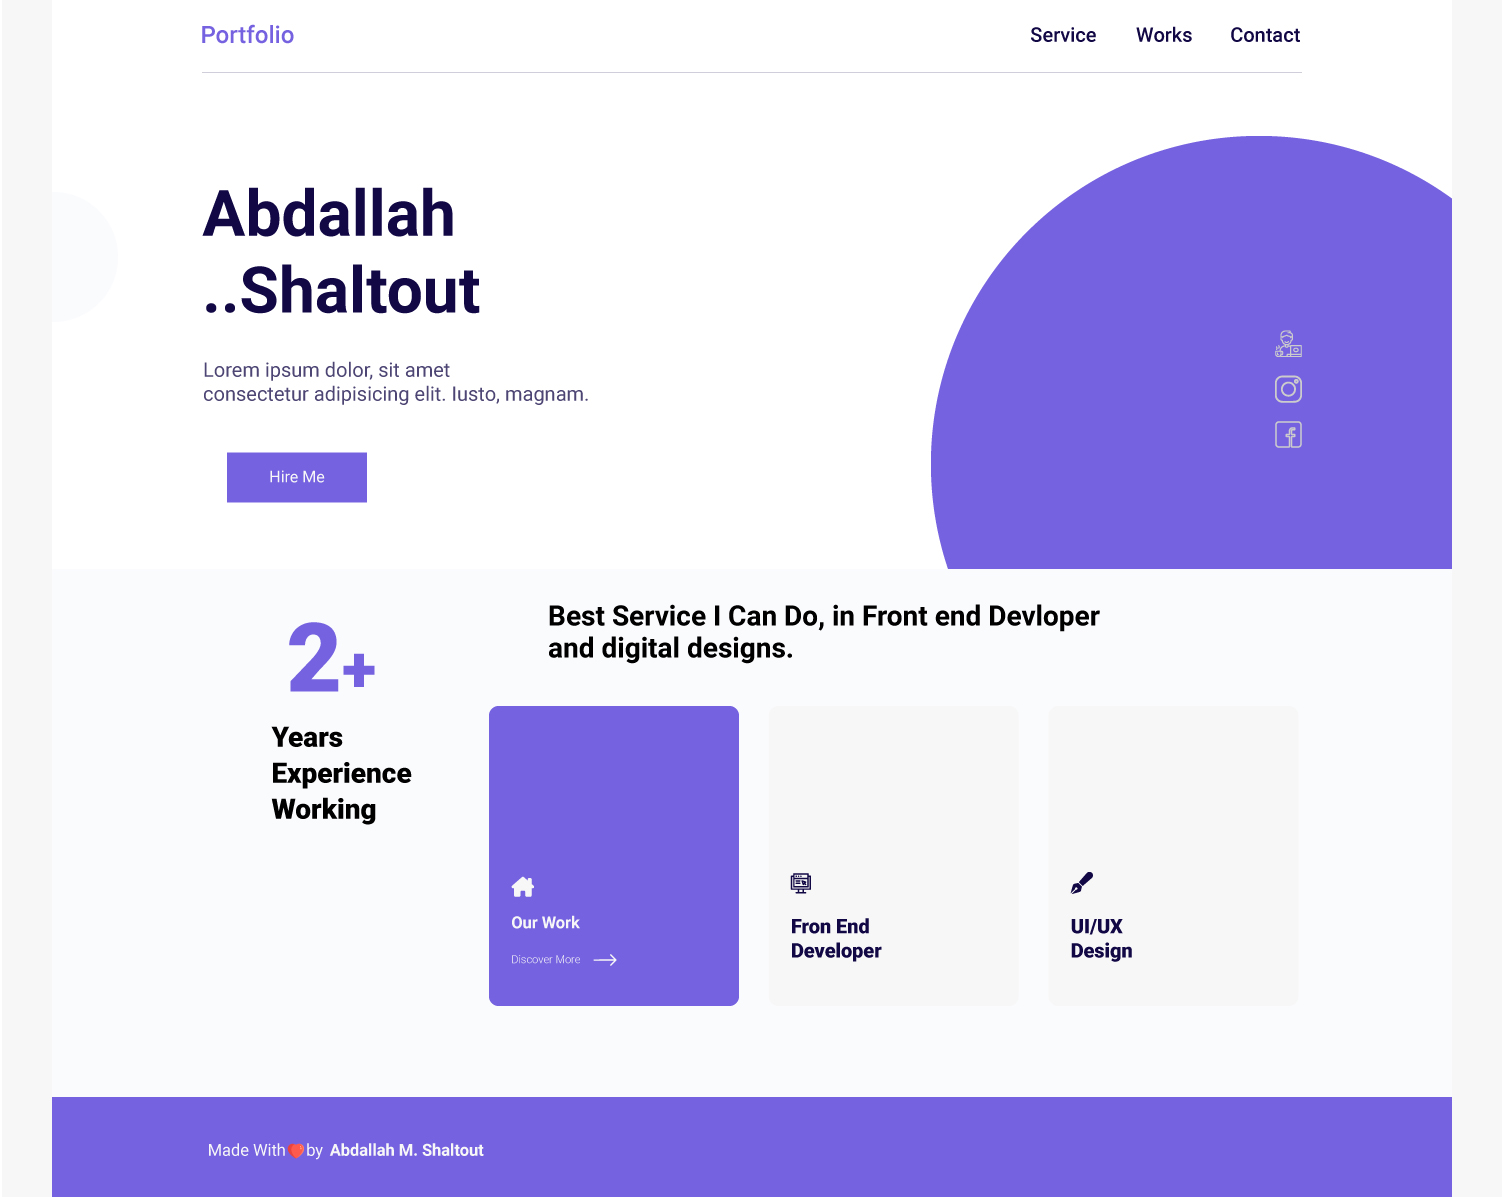 Portfolio
Service Works Contact
Abdallah
..Shaltout
Lorem ipsum dolor, sit amet
consectetur adipisicing elit. Iusto, magnam.
Hire Me
2+
Years
Experience
Working
Best Service I Can Do, in Front end Devloper
and digital designs.
Our Work
Discover More
Fron End
Developer
UI/UX
Design
Made With❤️by Abdallah M. Shaltout